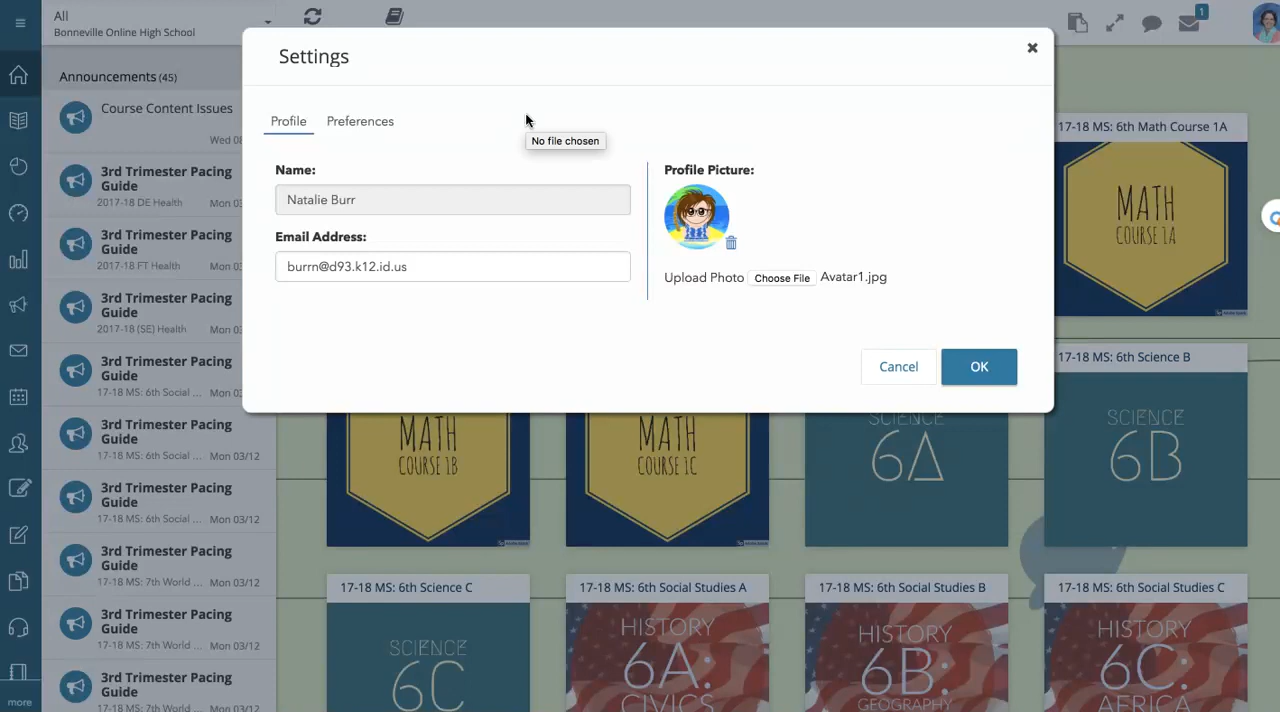 All
Bonneville Online High School
1
Announcements (45)
Course Content Issues
Wed 08
3rd Trimester Pacing
Guide
2017-18 DE Health Mon 03
3rd Trimester Pacing
Guide
2017-18 FT Health Mon 03
3rd Trimester Pacing
Guide
2017-18 (SE) Health Mon 03
3rd Trimester Pacing
Guide
17-18 MS: 6th Social ... Mon 03
3rd Trimester Pacing
Guide
17-18 MS: 6th Social ... Mon 03/12
3rd Trimester Pacing
Guide
17-18 MS: 6th Social ... Mon 03/12
3rd Trimester Pacing
Guide
17-18 MS: 7th World ... Mon 03/12
3rd Trimester Pacing
Guide
17-18 MS: 7th World ... Mon 03/12
3rd Trimester Pacing
Guide
more
Settings
Profile Preferences
No file chosen
Name:
Natalie Burr
Email Address:
burrn@d93.k12.id.us
Profile Picture:
Upload Photo Choose File Avatar1.jpg
Cancel OK
17-18 MS: 6th Math Course 1A
MATH
COURSE 1A
MATH
COURSE 1B
MATH
COURSE 1C
SCIENCE
6A
17-18 MS: 6th Science B
SCIENCE
6B
17-18 MS: 6th Science C
SCIENCE
6C
17-18 MS: 6th Social Studies A
HISTORY
6A:
CIVICS
17-18 MS: 6th Social Studies B
HISTORY
6B:
GEOGRAPHY
17-18 MS: 6th Social Studies C
HISTORY
6C:
AFRICA